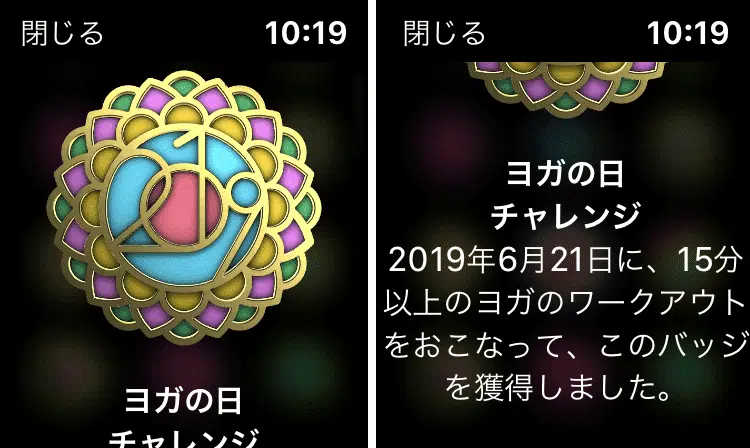 閉じる 10:19
2019
ヨガの日
チャレンジ
閉じる 10:19
ヨガの日
チャレンジ
2019年6月21日に、15分
以上のヨガのワークアウト
をおこなって、このバッジ
を獲得しました。